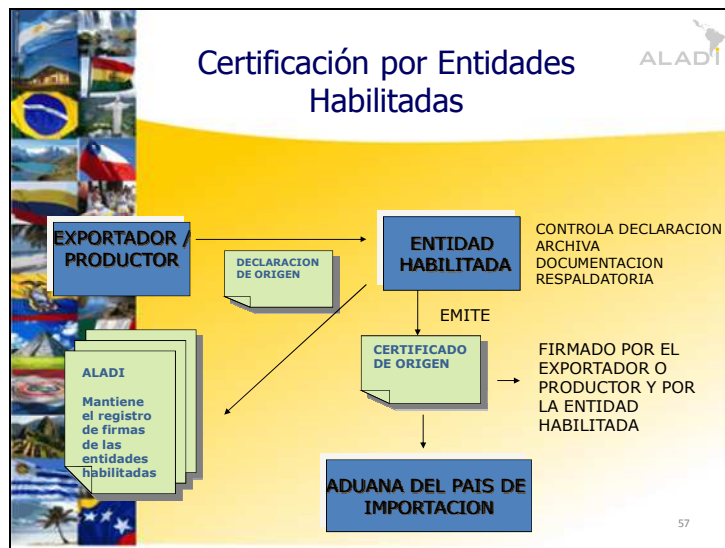 Certificación por Entidades
Habilitadas
ALADI
EXPORTADOR /
PRODUCTOR
DECLARACION
DE ORIGEN
ENTIDAD
HABILITADA
CONTROLA DECLARACION
ARCHIVA
DOCUMENTACION
RESPALDATORIA
EMITE
CERTIFICADO
DE ORIGEN
FIRMADO POR EL
EXPORTADOR O
PRODUCTOR Y POR
LA ENTIDAD
HABILITADA
ALADI
Mantiene
el registro
de firmas
de las
entidades
habilitadas
ADUANA DEL PAIS DE
IMPORTACION
57